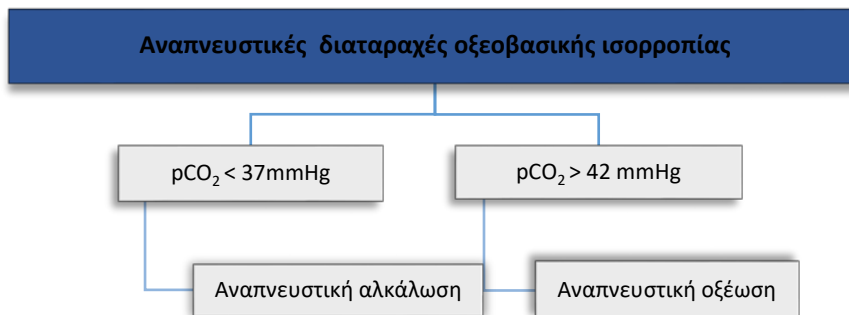 Αναπνευστικές διαταραχές οξεοβασικής ισορροπίας
pCO₂ < 37mmHg
pCO₂ > 42 mmHg
Αναπνευστική αλκάλωση
Αναπνευστική οξέωση